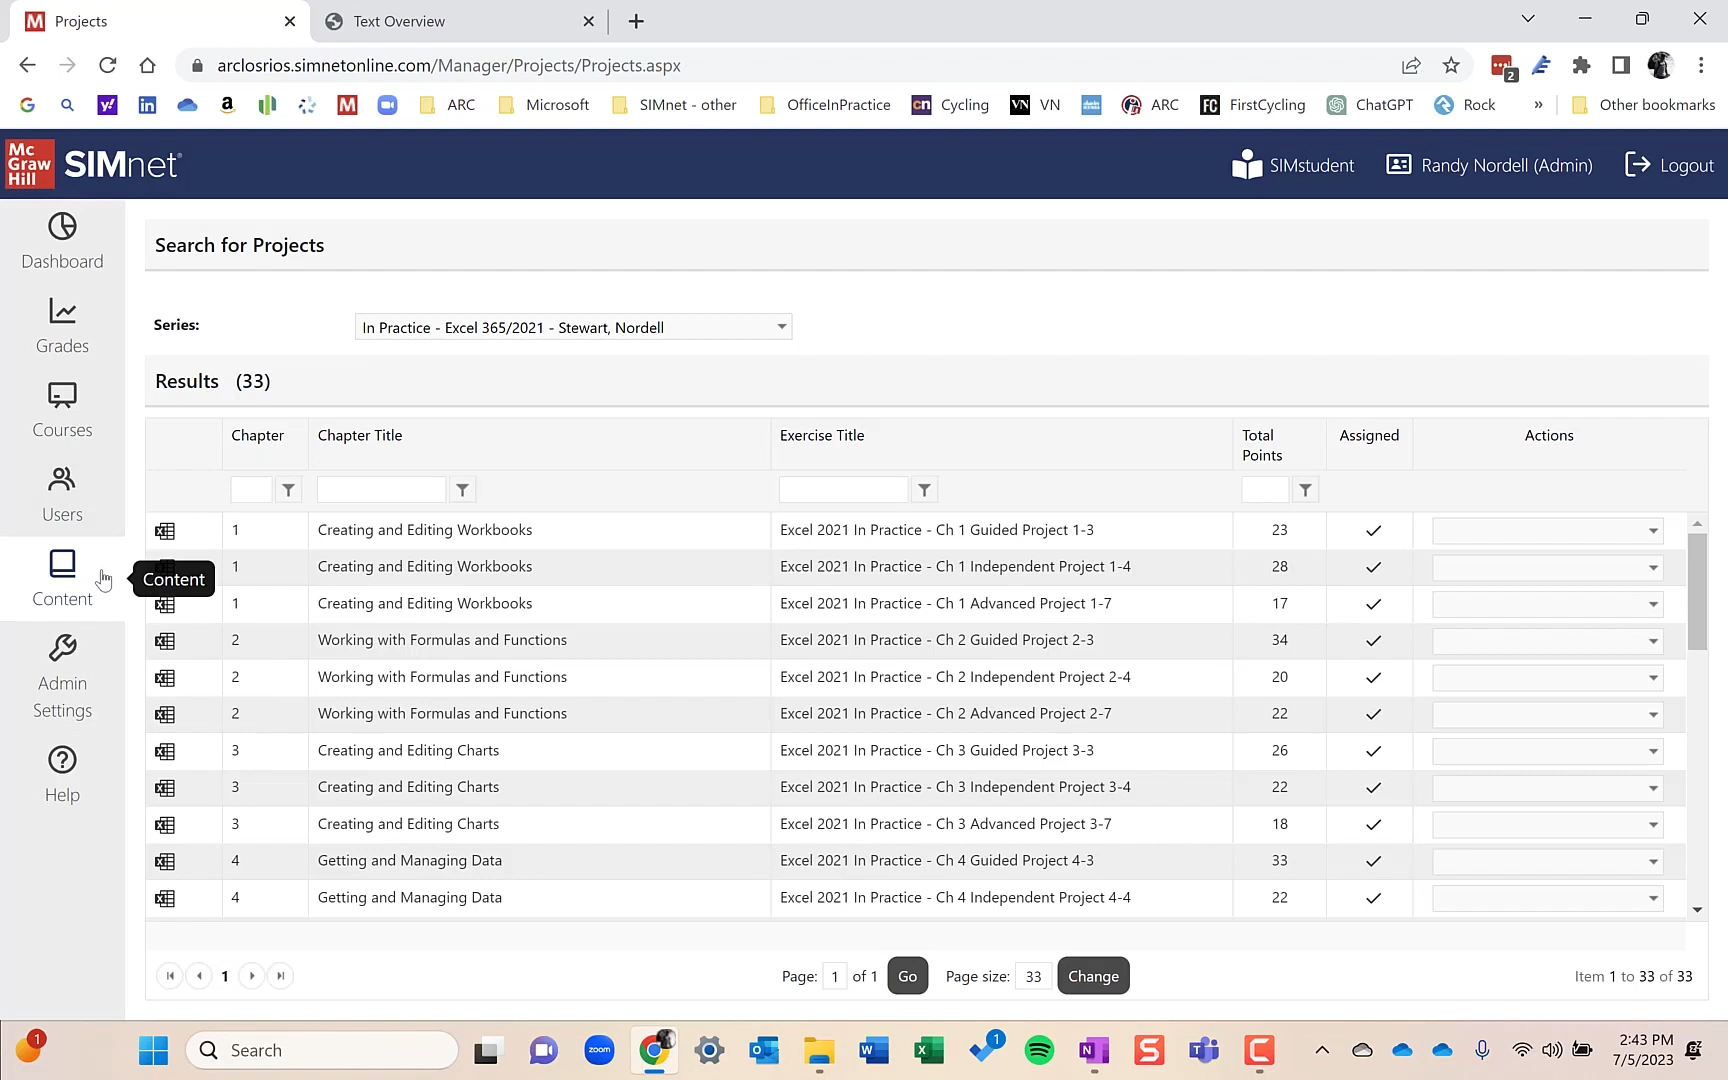 Projects
Text Overview
arclosrios.simnetonline.com/Manager/Projects/Projects.aspx
2
ARC
Microsoft
SIMnet - other
OfficeInPractice
cn Cycling
VN VN
ARC
FC FirstCycling
ChatGPT
Rock
»
Other bookmarks
Mc Graw Hill
SIMnet
SIMstudent
Randy Nordell (Admin)
Logout
Dashboard
Grades
Courses
Users
Content
Content
Admin Settings
Help
Search for Projects
Series:
In Practice - Excel 365/2021 - Stewart, Nordell
Results (33)
Chapter Chapter Title Exercise Title Total Points Assigned Actions
1 Creating and Editing Workbooks Excel 2021 In Practice - Ch 1 Guided Project 1-3 23
1 Creating and Editing Workbooks Excel 2021 In Practice - Ch 1 Independent Project 1-4 28
1 Creating and Editing Workbooks Excel 2021 In Practice - Ch 1 Advanced Project 1-7 17
2 Working with Formulas and Functions Excel 2021 In Practice - Ch 2 Guided Project 2-3 34
2 Working with Formulas and Functions Excel 2021 In Practice - Ch 2 Independent Project 2-4 20
2 Working with Formulas and Functions Excel 2021 In Practice - Ch 2 Advanced Project 2-7 22
3 Creating and Editing Charts Excel 2021 In Practice - Ch 3 Guided Project 3-3 26
3 Creating and Editing Charts Excel 2021 In Practice - Ch 3 Independent Project 3-4 22
3 Creating and Editing Charts Excel 2021 In Practice - Ch 3 Advanced Project 3-7 18
4 Getting and Managing Data Excel 2021 In Practice - Ch 4 Guided Project 4-3 33
4 Getting and Managing Data Excel 2021 In Practice - Ch 4 Independent Project 4-4 22
1
Page: 1 of 1 Go Page size: 33 Change
Item 1 to 33 of 33
1
Search
zoom
1
2:43 PM
7/5/2023